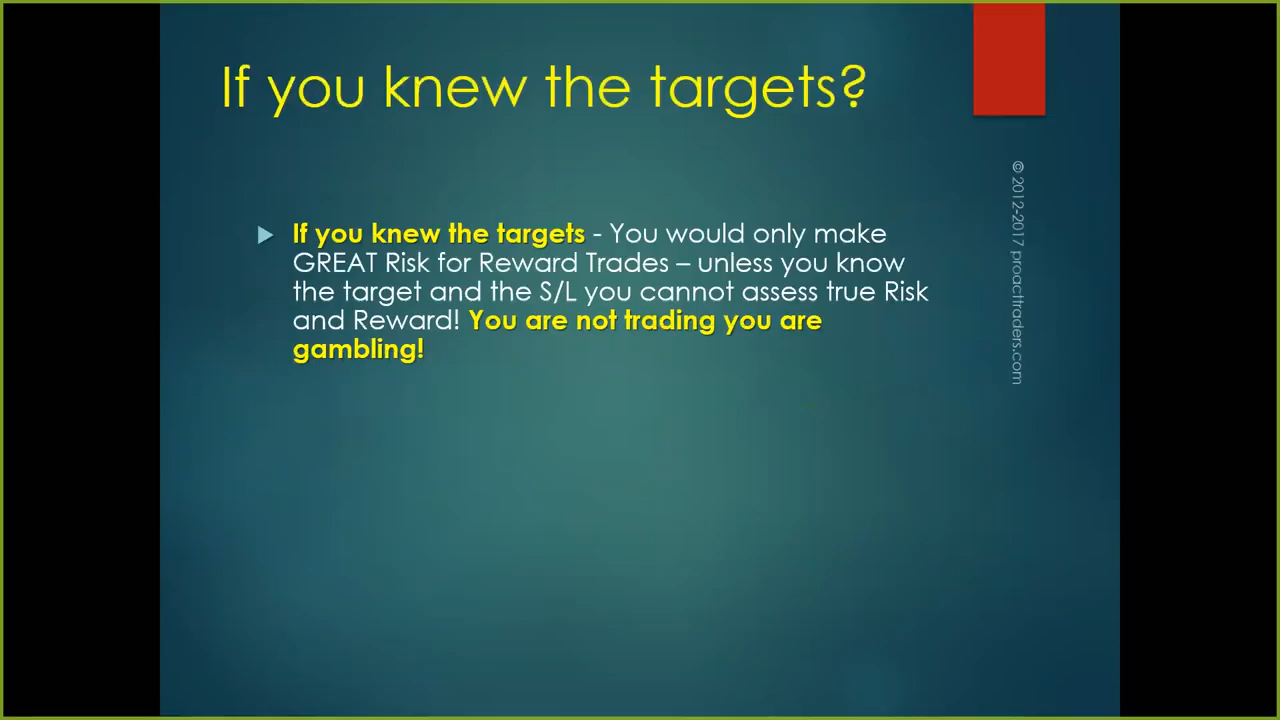 If you knew the targets?
If you knew the targets - You would only make
GREAT Risk for Reward Trades – unless you know
the target and the S/L you cannot assess true Risk
and Reward! You are not trading you are
gambling!
© 2012-2017 proacttraders.com